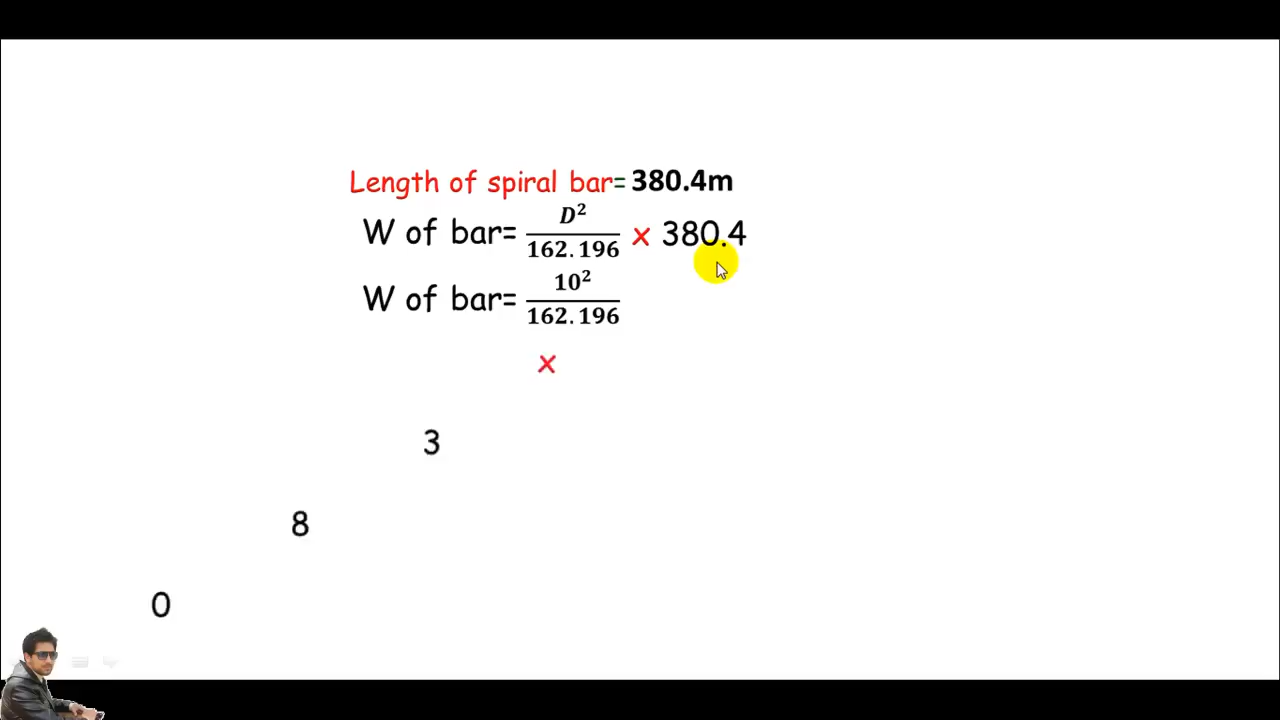 Length of spiral bar= 380.4m
W of bar= D²/162.196 x 380.4
W of bar= 10²/162.196
x
3
8
0